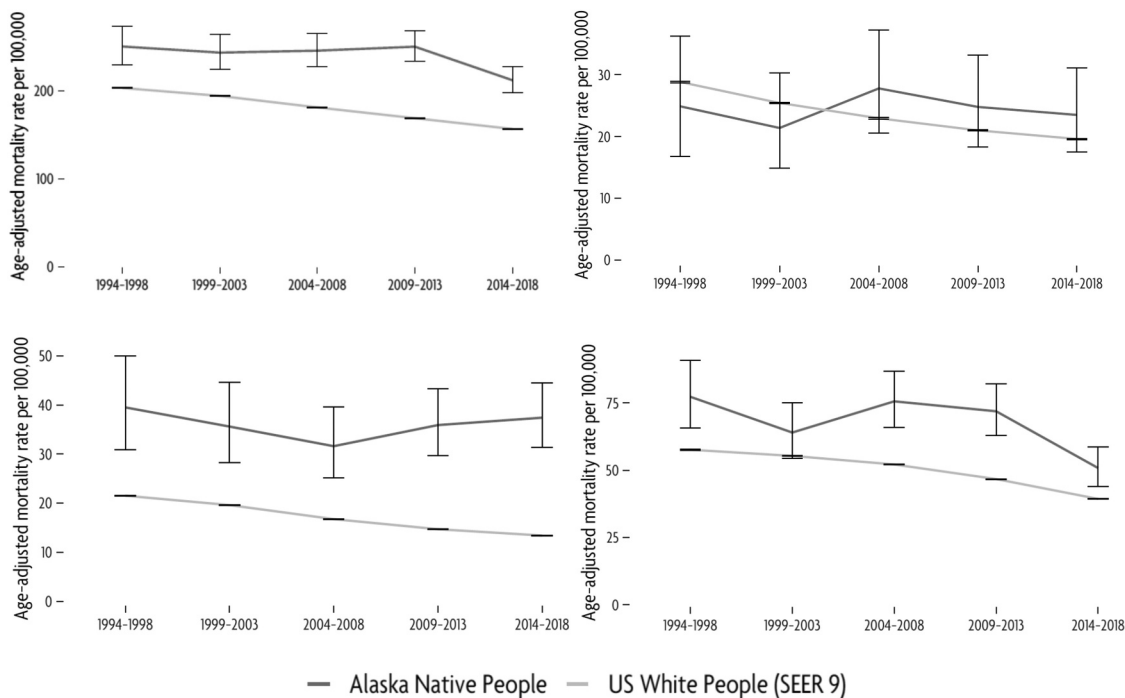 Age-adjusted mortality rate per 100,000
200 –
100 –
0 –
1994–1998 1999–2003 2004–2008 2009–2013 2014–2018
Age-adjusted mortality rate per 100,000
30 –
20 –
10 –
0 –
1994–1998 1999–2003 2004–2008 2009–2013 2014–2018
Age-adjusted mortality rate per 100,000
50 –
40 –
30 –
20 –
10 –
0 –
1994–1998 1999–2003 2004–2008 2009–2013 2014–2018
Age-adjusted mortality rate per 100,000
75 –
50 –
25 –
0 –
1994–1998 1999–2003 2004–2008 2009–2013 2014–2018
Alaska Native People US White People (SEER 9)